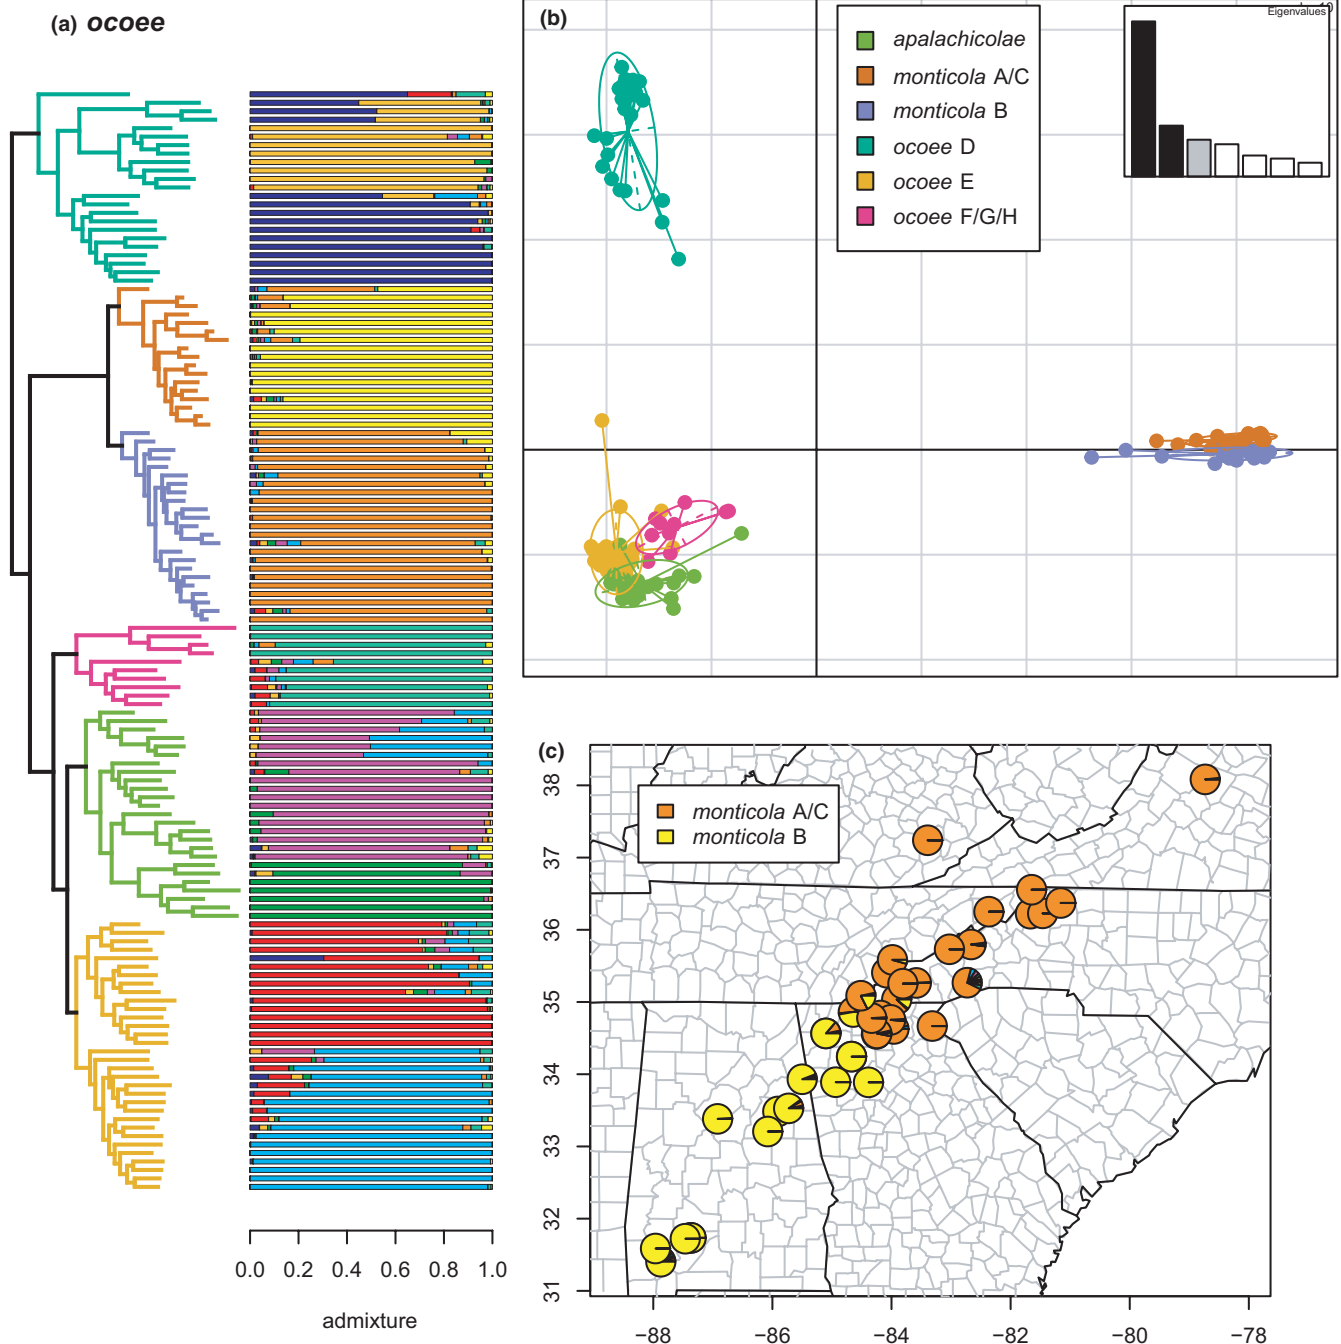 (a) ocoee
0.0 0.2 0.4 0.6 0.8 1.0
admixture
(b)
apalachicolae
monticola A/C
monticola B
ocoee D
ocoee E
ocoee F/G/H
Eigenvalues
(c)
monticola A/C
monticola B
38
37
36
35
34
33
32
31
−88 −86 −84 −82 −80 −78